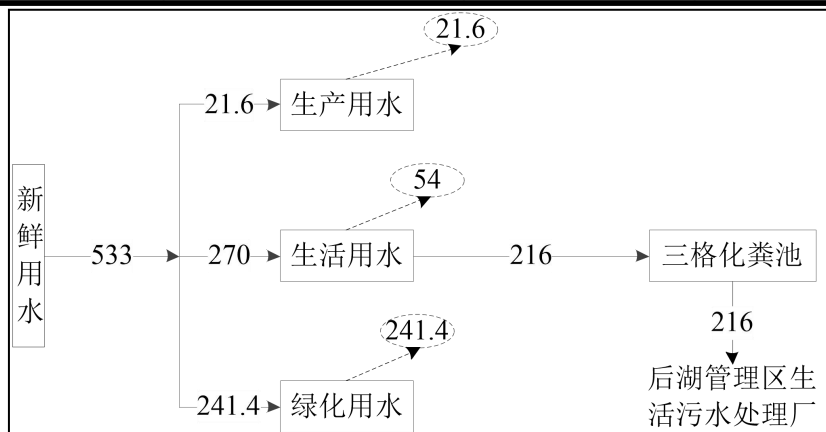 21.6
21.6
生产用水
54
新鲜用水
533
270
生活用水
216
三格化粪池
216
241.4
241.4
绿化用水
后湖管理区生
活污水处理厂